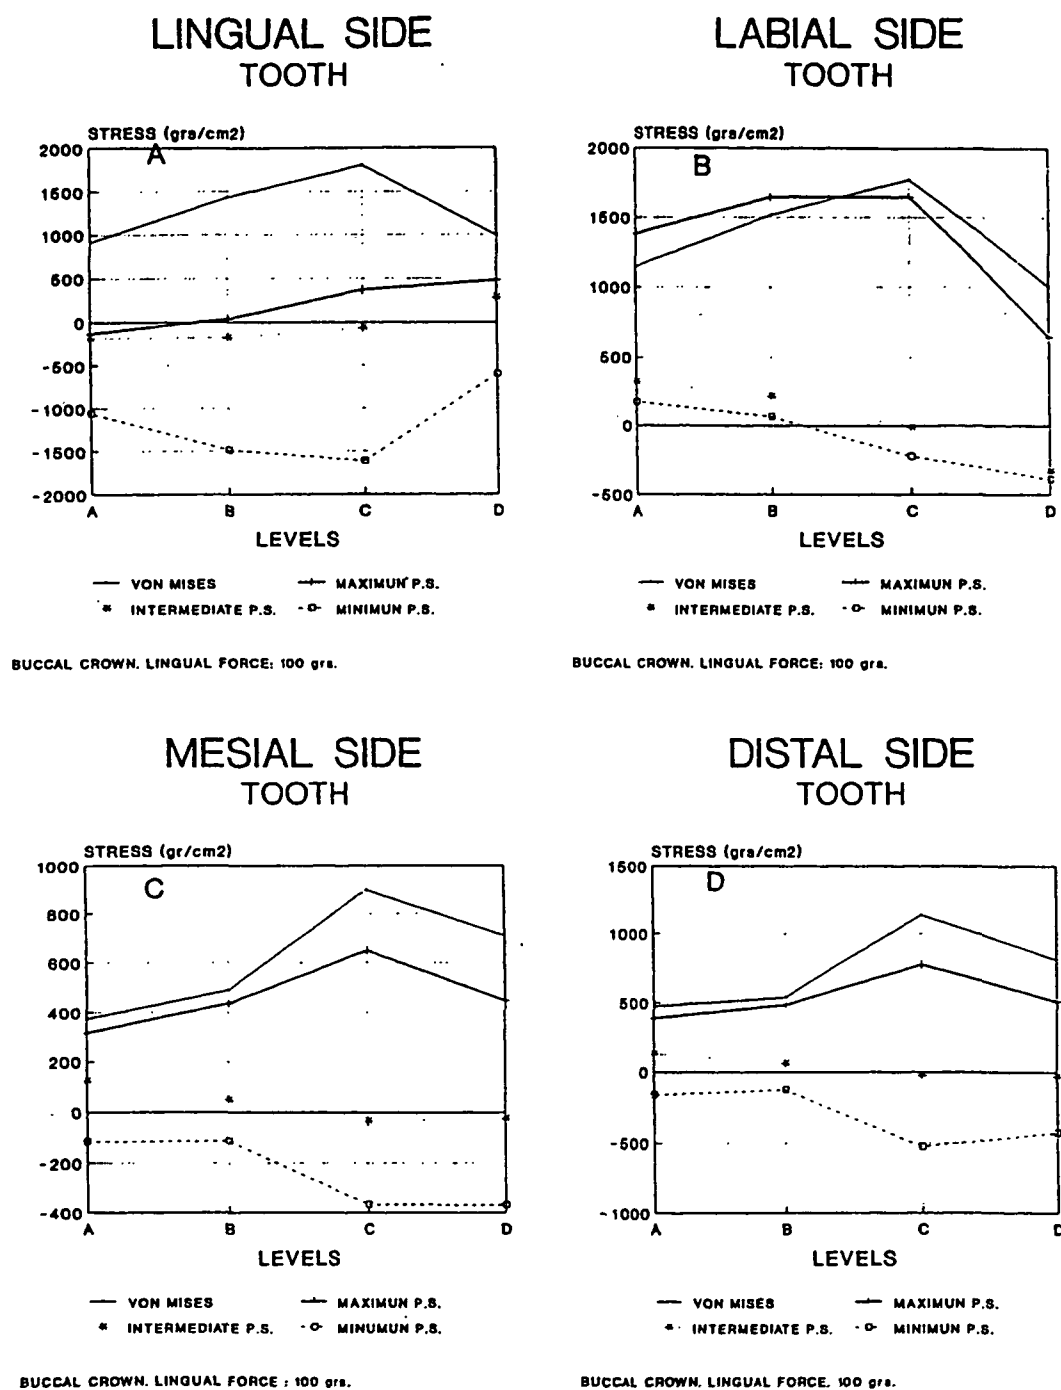 LINGUAL SIDE
TOOTH
STRESS (grs/cm2)
A
2000
1500
1000
500
0
-500
-1000
-1500
-2000
A B C D
LEVELS
VON MISES MAXIMUN P.S.
INTERMEDIATE P.S. MINIMUN P.S.
BUCCAL CROWN. LINGUAL FORCE: 100 grs.
LABIAL SIDE
TOOTH
STRESS (grs/cm2)
B
2000
1500
1000
500
0
-500
A B C D
LEVELS
VON MISES MAXIMUN P.S.
INTERMEDIATE P.S. MINIMUN P.S.
BUCCAL CROWN. LINGUAL FORCE: 100 grs.
MESIAL SIDE
TOOTH
STRESS (gr/cm2)
C
1000
800
600
400
200
0
-200
-400
A B C D
LEVELS
VON MISES MAXIMUN P.S.
INTERMEDIATE P.S. MINUMUN P.S.
BUCCAL CROWN. LINGUAL FORCE : 100 grs.
DISTAL SIDE
TOOTH
STRESS (grs/cm2)
D
1500
1000
500
0
-500
-1000
A B C D
LEVELS
VON MISES MAXIMUN P.S.
INTERMEDIATE P.S. MINIMUN P.S.
BUCCAL CROWN. LINGUAL FORCE. 100 grs.